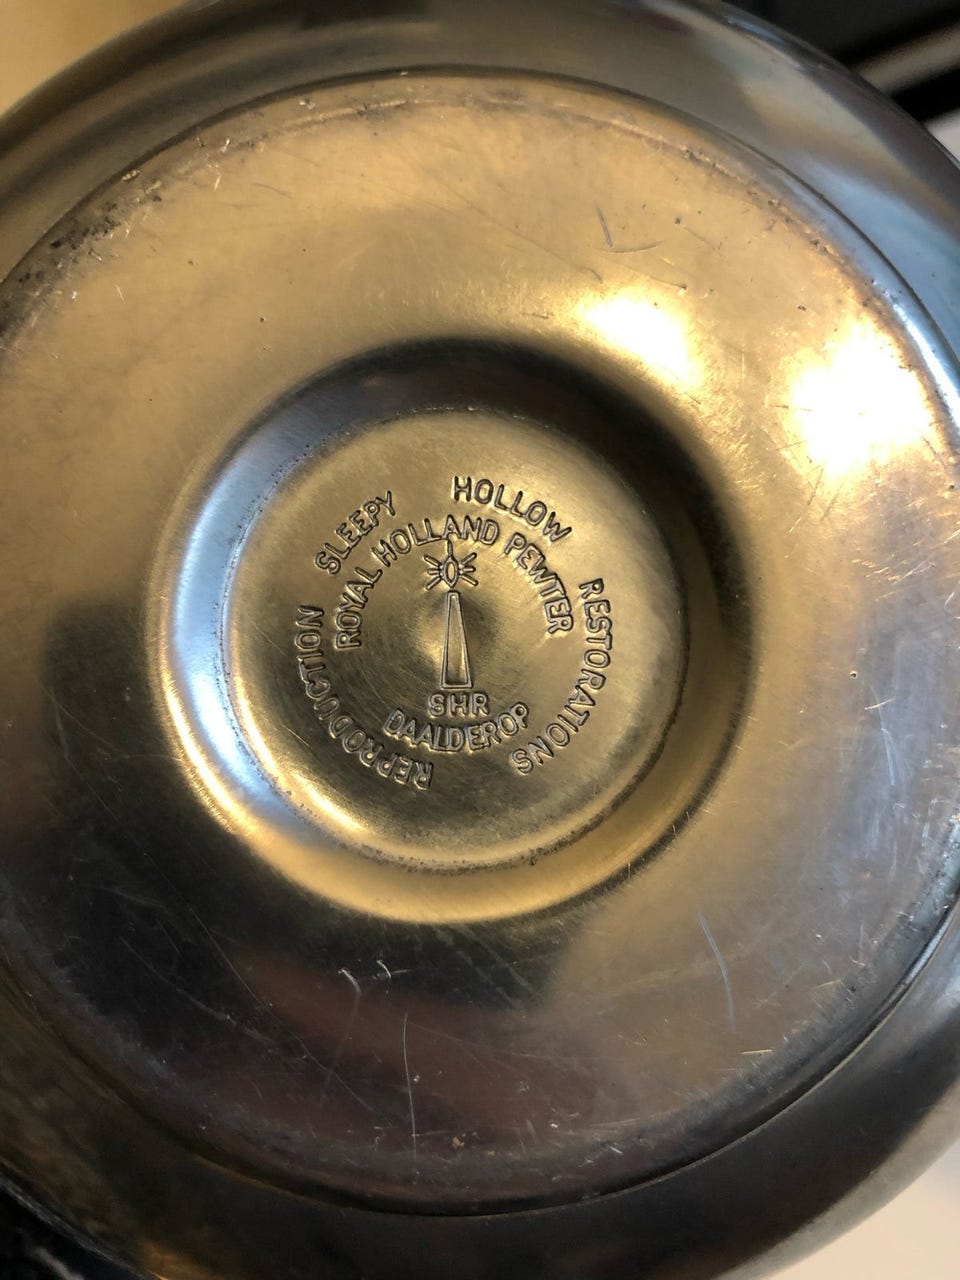 SLEEPY HOLLOW RESTORATIONS REPRODUCTION
ROYAL HOLLAND PEWTER
SHR
DAALDEROP